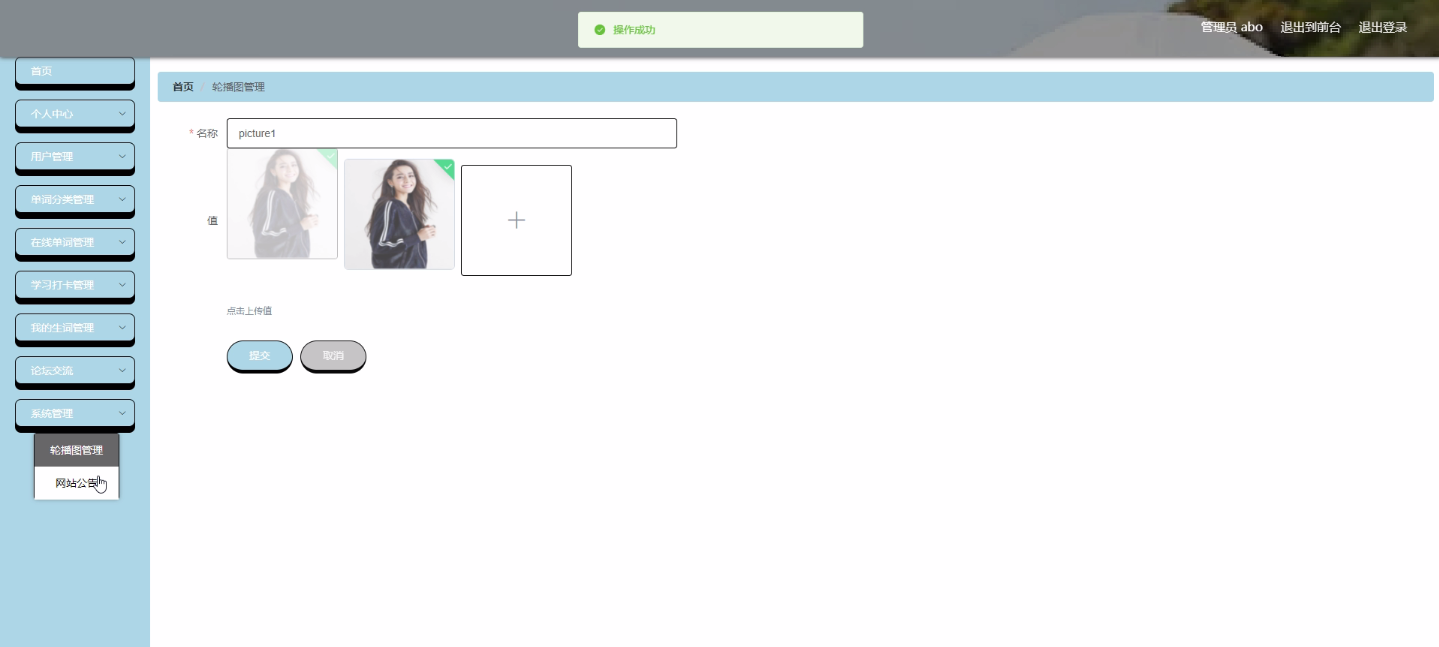 操作成功
管理员 abo 退出到前台 退出登录
首页
个人中心
用户管理
单词分类管理
在线单词管理
学习打卡管理
我的生词管理
论坛交流
系统管理
轮播图管理
网站公告
首页 / 轮播图管理
* 名称 picture1
值
点击上传值
提交 取消